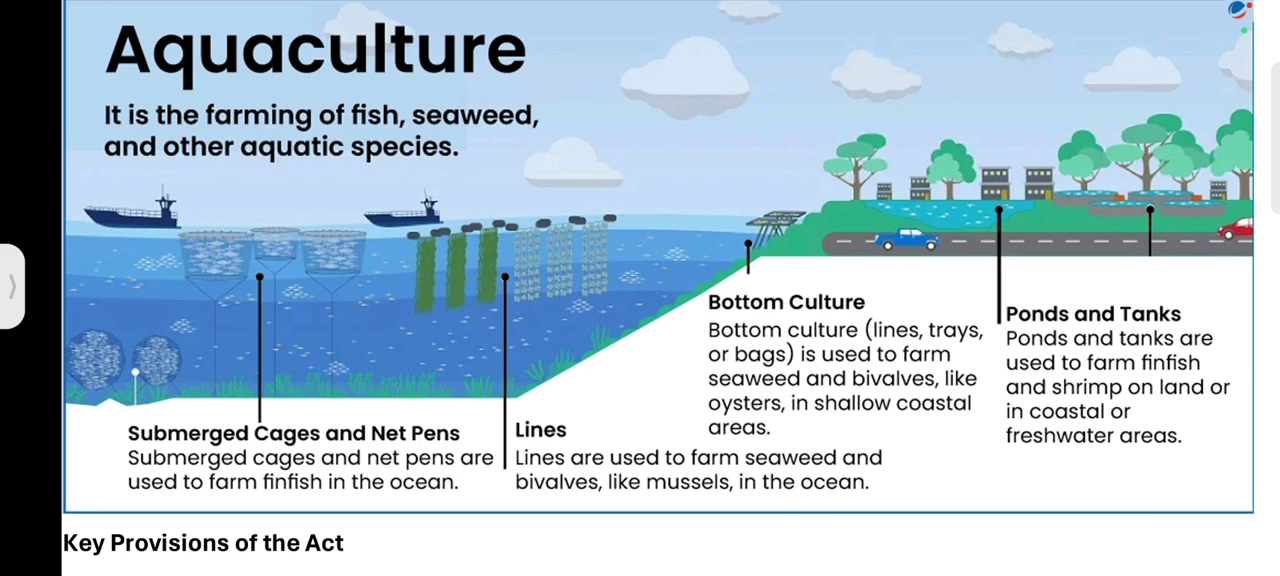 Aquaculture
It is the farming of fish, seaweed,
and other aquatic species.
Bottom Culture
Bottom culture (lines, trays,
or bags) is used to farm
seaweed and bivalves, like
oysters, in shallow coastal
areas.
Ponds and Tanks
Ponds and tanks are
used to farm finfish
and shrimp on land or
in coastal or
freshwater areas.
Submerged Cages and Net Pens
Submerged cages and net pens are
used to farm finfish in the ocean.
Lines
Lines are used to farm seaweed and
bivalves, like mussels, in the ocean.
Key Provisions of the Act